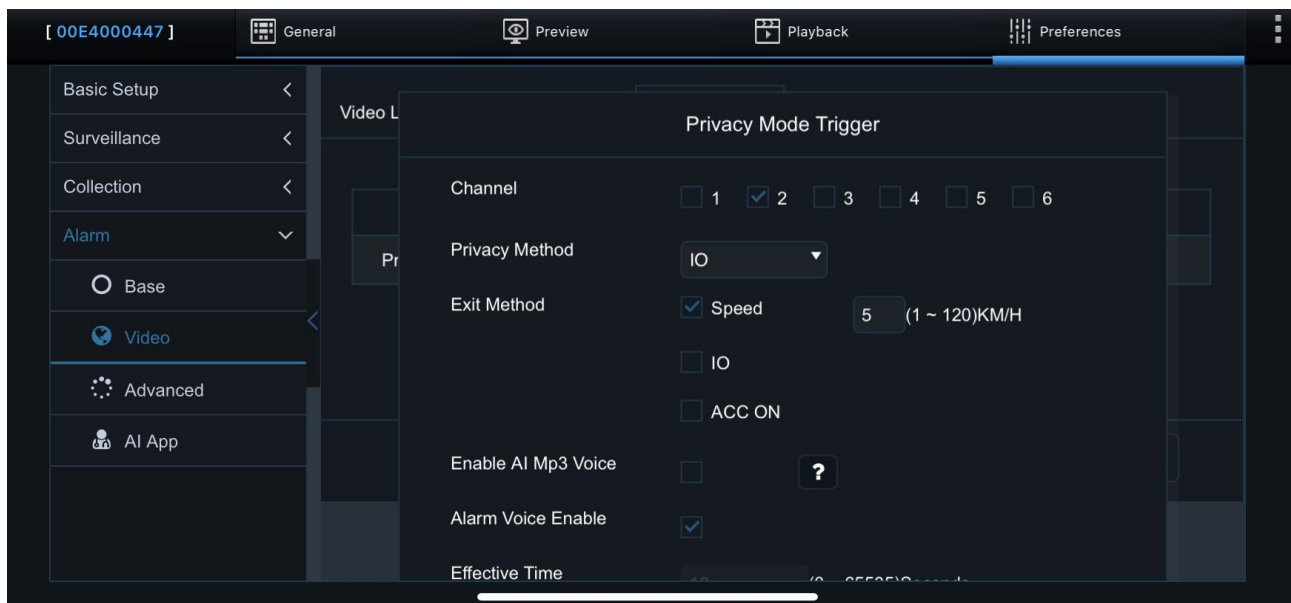 [ 00E4000447 ] General Preview Playback Preferences
Basic Setup
Surveillance
Collection
Alarm
Base
Video
Advanced
AI App
Video L
Pr
Privacy Mode Trigger
Channel 1 2 3 4 5 6
Privacy Method IO
Exit Method Speed 5 (1 ~ 120)KM/H
IO
ACC ON
Enable AI Mp3 Voice ?
Alarm Voice Enable
Effective Time